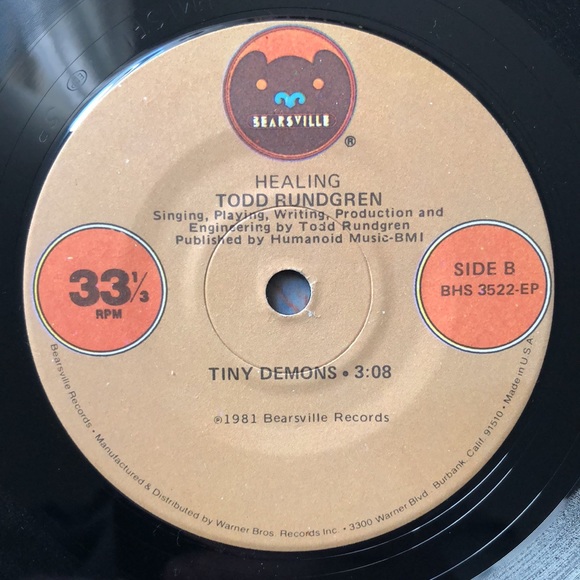 BEARSVILLE
®
HEALING
TODD RUNDGREN
Singing, Playing, Writing, Production and
Engineering by Todd Rundgren
Published by Humanoid Music-BMI
33 1/3
RPM
SIDE B
BHS 3522-EP
TINY DEMONS • 3:08
℗1981 Bearsville Records
Bearsville Records • Manufactured & Distributed by Warner Bros. Records Inc. • 3300 Warner Blvd. Burbank Calif. 91510 • Made in U.S.A.